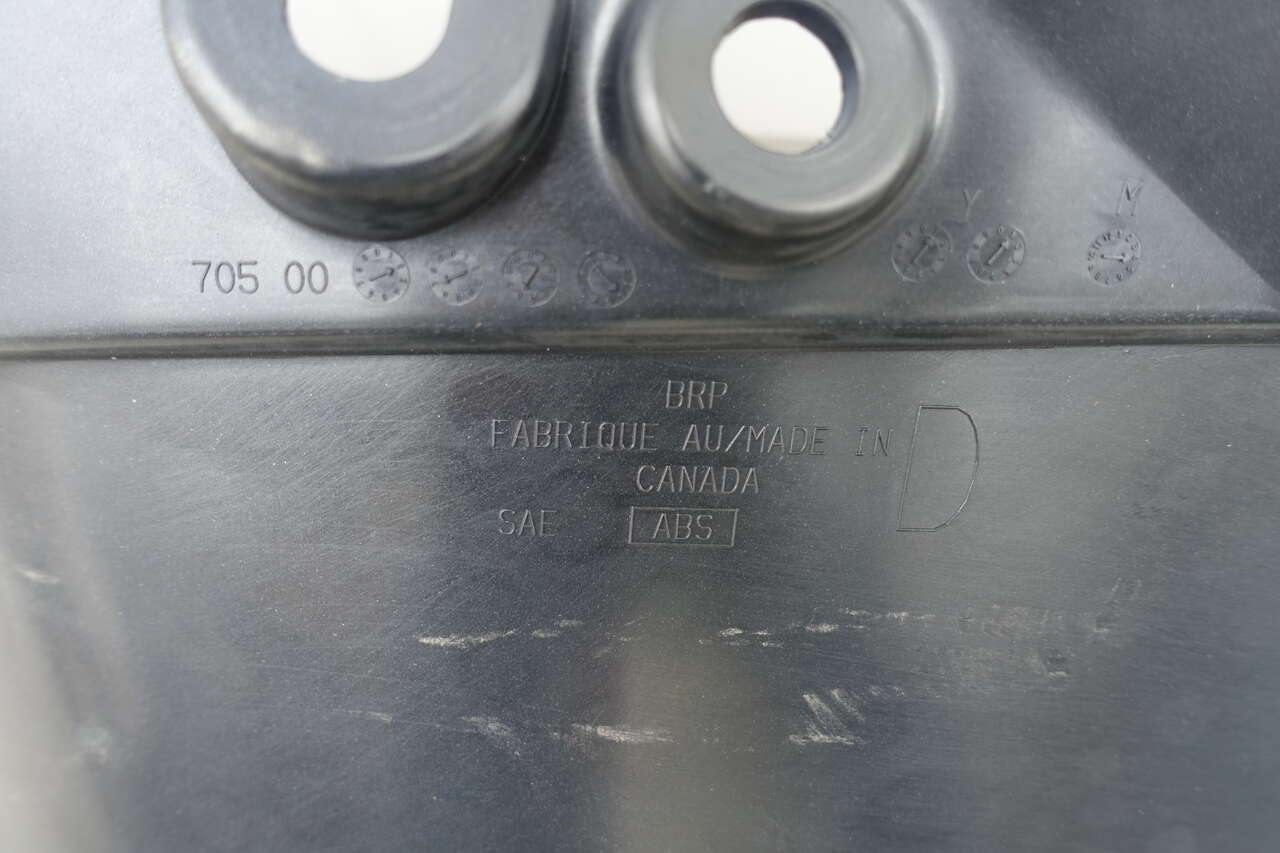 Y M
705 00
BRP
FABRIQUE AU/MADE IN
CANADA
D
SAE ABS